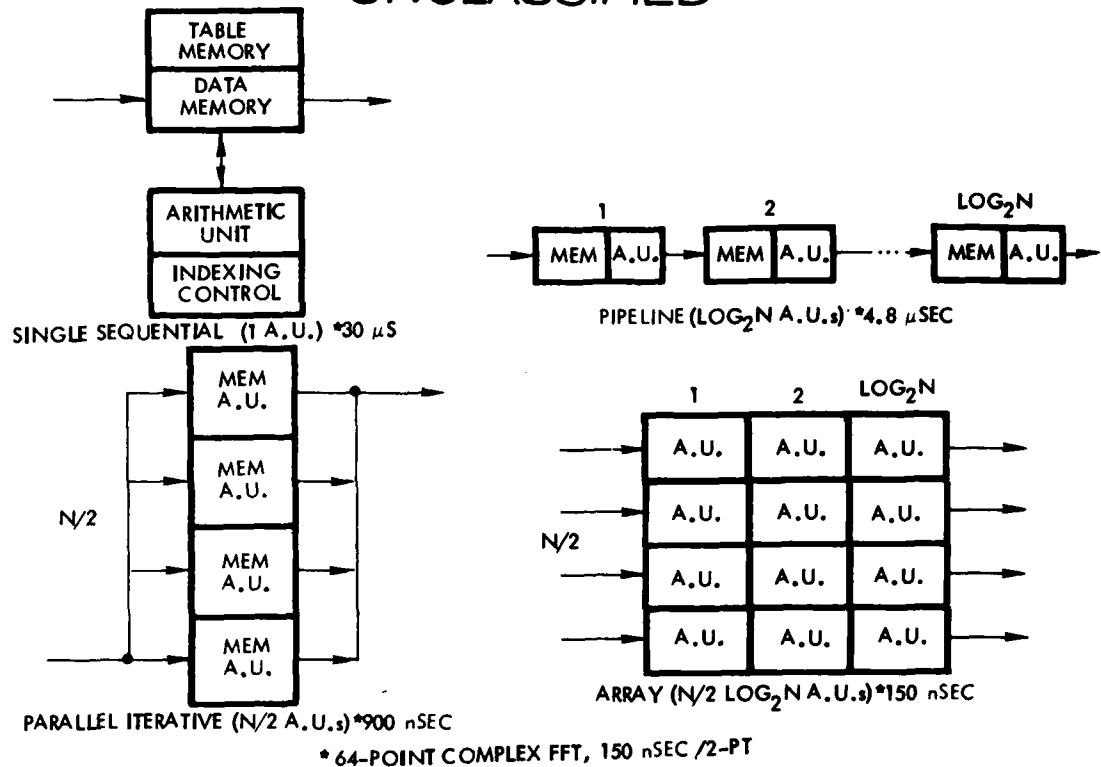 TABLE
MEMORY
DATA
MEMORY
ARITHMETIC
UNIT
INDEXING
CONTROL
SINGLE SEQUENTIAL (1 A.U.) *30 μS
1 2 LOG₂N
MEM A.U. MEM A.U. ··· MEM A.U.
PIPELINE (LOG₂N A.U.s) *4.8 μSEC
MEM
A.U.
MEM
A.U.
N/2
MEM
A.U.
MEM
A.U.
PARALLEL ITERATIVE (N/2 A.U.s) *900 nSEC
1 2 LOG₂N
A.U. A.U. A.U.
A.U. A.U. A.U.
N/2
A.U. A.U. A.U.
A.U. A.U. A.U.
ARRAY (N/2 LOG₂N A.U.s) *150 nSEC
* 64-POINT COMPLEX FFT, 150 nSEC /2-PT